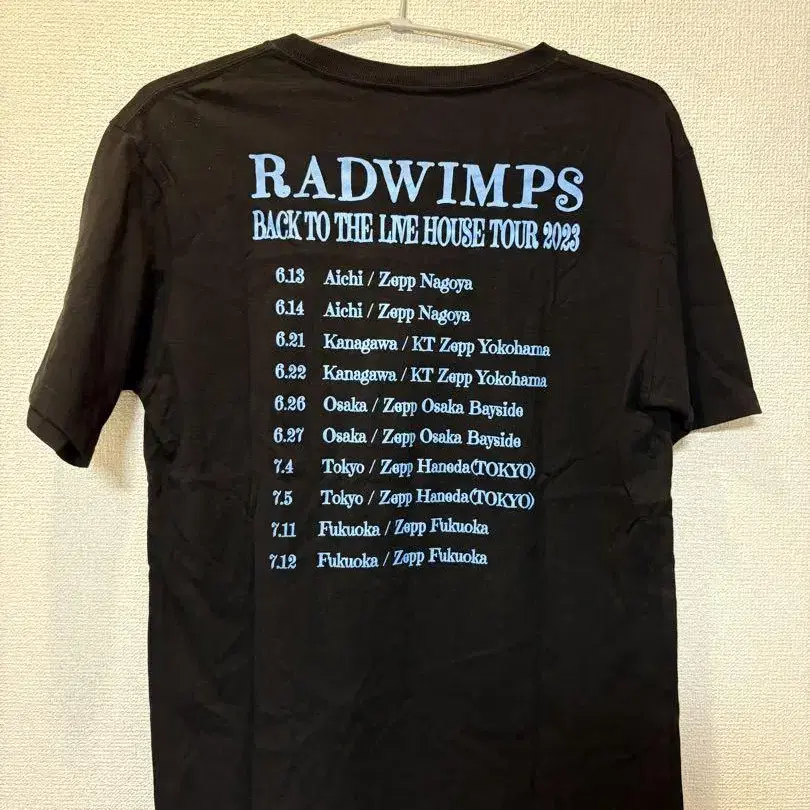 RADWIMPS
BACK TO THE LIVE HOUSE TOUR 2023
6.13 Aichi / Zepp Nagoya
6.14 Aichi / Zepp Nagoya
6.21 Kanagawa / KT Zepp Yokohama
6.22 Kanagawa / KT Zepp Yokohama
6.26 Osaka / Zepp Osaka Bayside
6.27 Osaka / Zepp Osaka Bayside
7.4 Tokyo / Zepp Haneda(TOKYO)
7.5 Tokyo / Zepp Haneda(TOKYO)
7.11 Fukuoka / Zepp Fukuoka
7.12 Fukuoka / Zepp Fukuoka